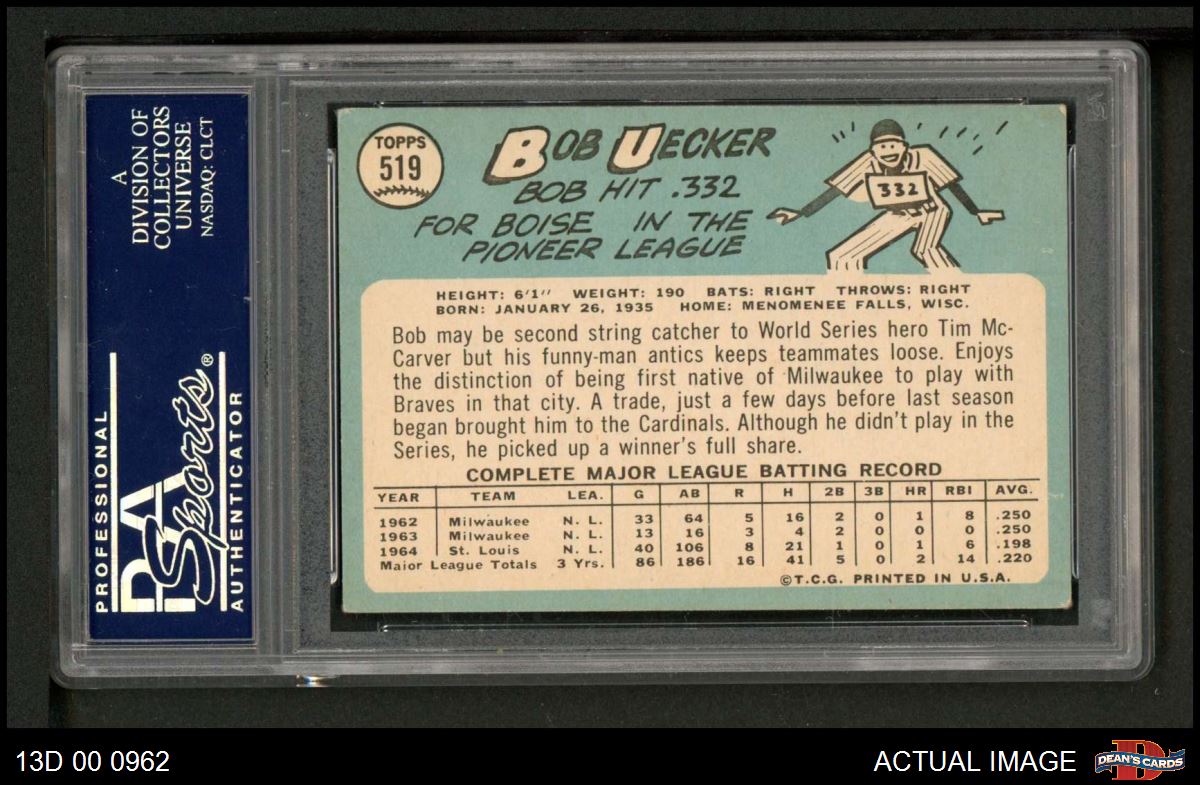 A
DIVISION OF
COLLECTORS
UNIVERSE
NASDAQ: CLCT
PROFESSIONAL
PSA
Sports®
AUTHENTICATOR
TOPPS
519
BOB UECKER
BOB HIT .332
FOR BOISE IN THE
PIONEER LEAGUE
332
HEIGHT: 6'1" WEIGHT: 190 BATS: RIGHT THROWS: RIGHT
BORN: JANUARY 26, 1935 HOME: MENOMENEE FALLS, WISC.
Bob may be second string catcher to World Series hero Tim Mc-
Carver but his funny-man antics keeps teammates loose. Enjoys
the distinction of being first native of Milwaukee to play with
Braves in that city. A trade, just a few days before last season
began brought him to the Cardinals. Although he didn't play in the
Series, he picked up a winner's full share.
COMPLETE MAJOR LEAGUE BATTING RECORD
YEAR TEAM LEA. G AB R H 2B 3B HR RBI AVG.
1962 Milwaukee N. L. 33 64 5 16 2 0 1 8 .250
1963 Milwaukee N. L. 13 16 3 4 2 0 0 0 .250
1964 St. Louis N. L. 40 106 8 21 1 0 1 6 .198
Major League Totals 3 Yrs. 86 186 16 41 5 0 2 14 .220
©T.C.G. PRINTED IN U.S.A.
13D 00 0962
ACTUAL IMAGE
D
DEAN'S CARDS